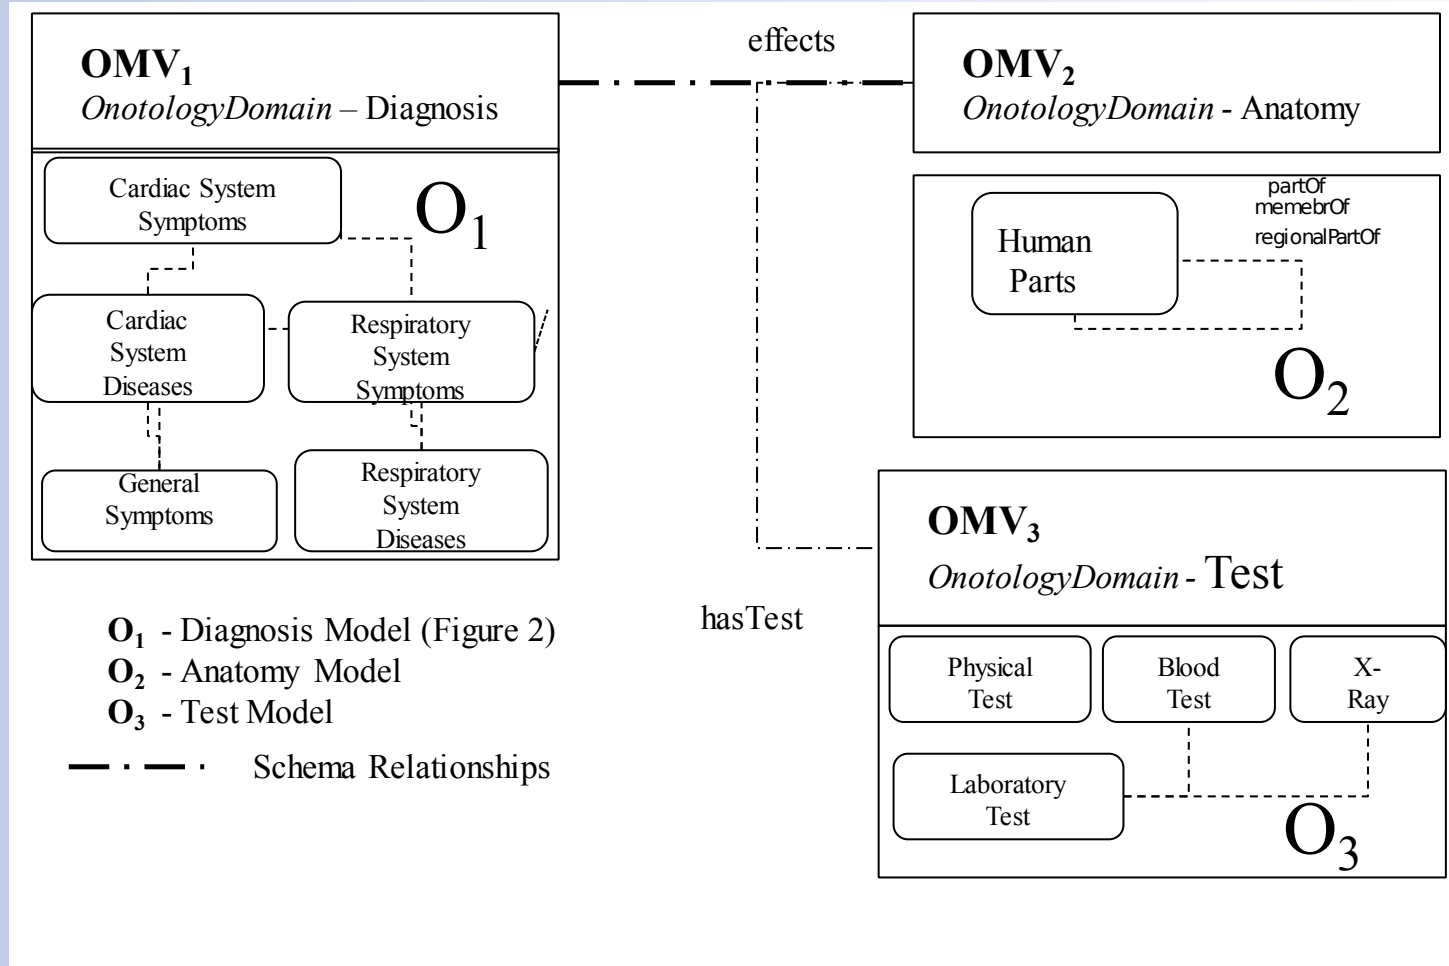 OMV1
OnotologyDomain – Diagnosis
Cardiac System
Symptoms
O1
Cardiac
System
Diseases
Respiratory
System
Symptoms
General
Symptoms
Respiratory
System
Diseases
effects
OMV2
OnotologyDomain - Anatomy
Human
Parts
partOf
memebrOf
regionalPartOf
O2
hasTest
OMV3
OnotologyDomain - Test
Physical
Test
Blood
Test
X-
Ray
Laboratory
Test
O3
O1 - Diagnosis Model (Figure 2)
O2 - Anatomy Model
O3 - Test Model
Schema Relationships